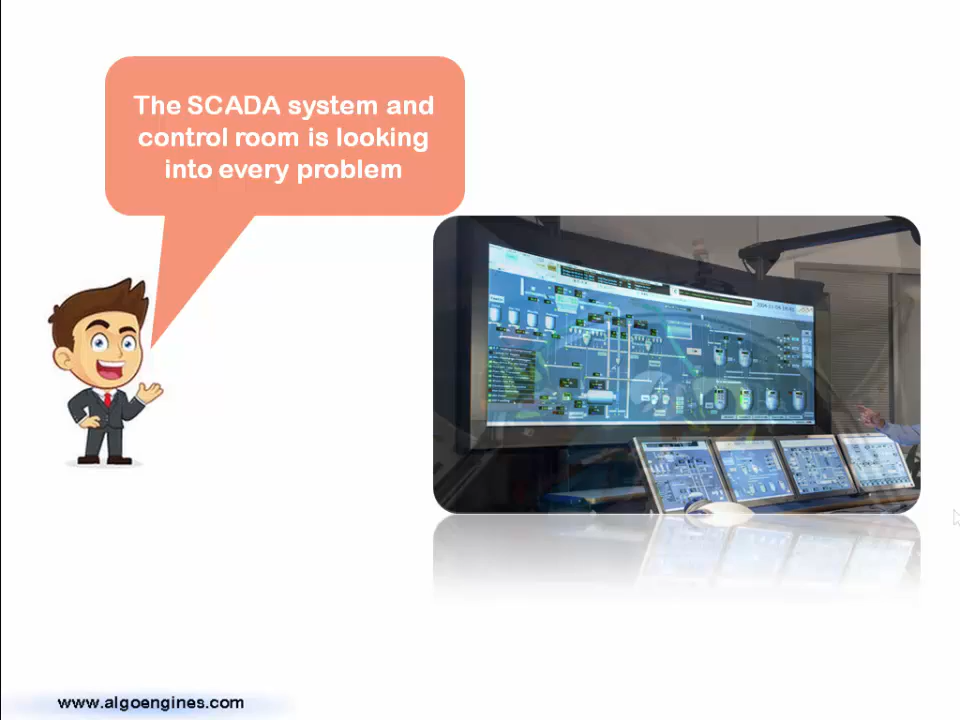 The SCADA system and
control room is looking
into every problem
www.algoengines.com